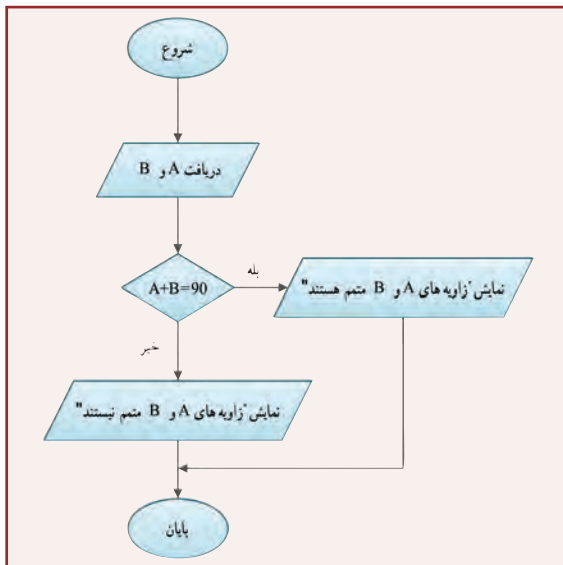 شروع
دریافت A و B
A+B=90
بله
نمایش "زاویه های A و B متمم هستند"
خیر
نمایش "زاویه های A و B متمم نیستند"
پایان